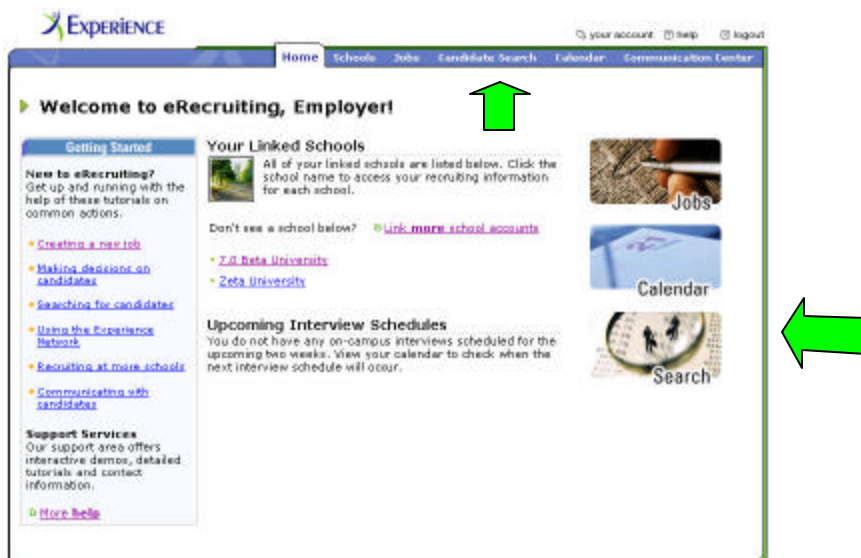 EXPERIENCE
your account help logout
Home Schools Jobs Candidate Search Calendar Communication Center
Welcome to eRecruiting, Employer!
Getting Started
New to eRecruiting?
Get up and running with the
help of these tutorials on
common actions.
Creating a new job
Making decisions on
candidates
Searching for candidates
Using the Experience
Network
Recruiting at more schools
Communicating with
candidates
Support Services
Our support area offers
interactive demos, detailed
tutorials and contact
information.
More help
Your Linked Schools
All of your linked schools are listed below. Click the
school name to access your recruiting information
for each school.
Don't see a school below? Link more school accounts
7.0 Beta University
Zeta University
Upcoming Interview Schedules
You do not have any on-campus interviews scheduled for the
upcoming two weeks. View your calendar to check when the
next interview schedule will occur.
Jobs
Calendar
Search